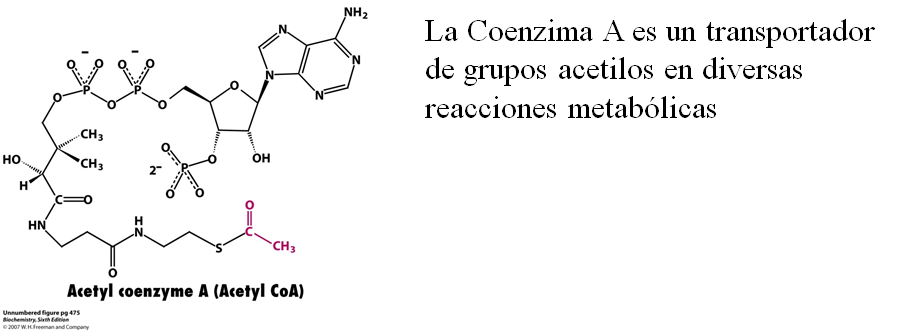 La Coenzima A es un transportador
de grupos acetilos en diversas
reacciones metabólicas
NH2
N
N
N
N
O
O
O
O
O
P
O
P
O
O
CH3
CH3
HO
H
C
O
HN
O
H
N
S
O
C
CH3
2-
O
P
O
O
O
OH
Acetyl coenzyme A (Acetyl CoA)
Unnumbered figure pg 475
Biochemistry, Sixth Edition
© 2007 W. H. Freeman and Company